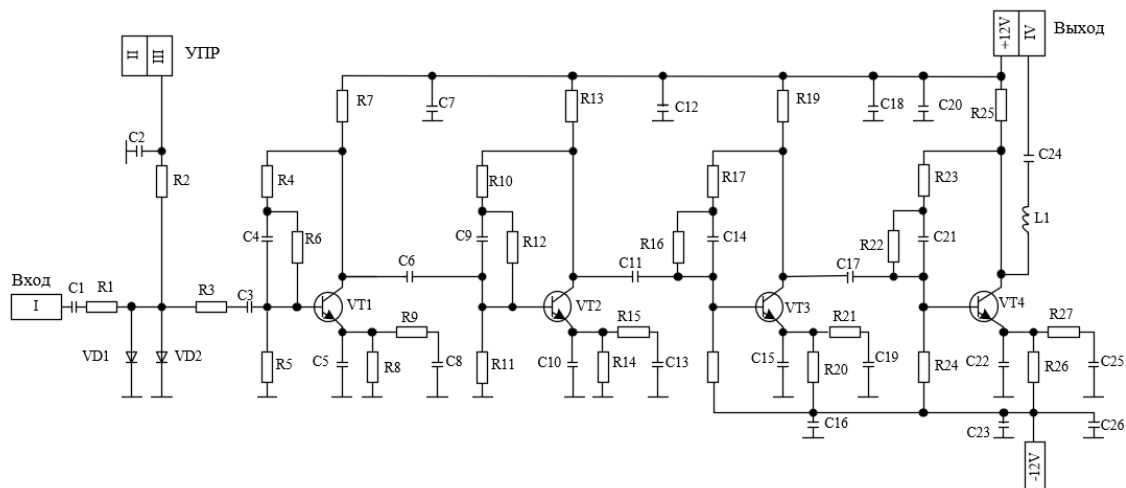 II
III
УПР
+12V
IV
Выход
R7
C7
R13
C12
R19
C18
C20
R25
C2
R2
R4
R10
R17
R23
C24
C4
R6
C9
R12
R16
C14
R22
C21
L1
Вход
I
C1
R1
R3
C3
C6
C11
C17
VT1
VT2
VT3
VT4
VD1
VD2
R5
C5
R8
R9
C8
R11
C10
R14
R15
C13
C15
R20
R21
C19
R24
C22
R26
R27
C25
C16
C23
C26
-12V